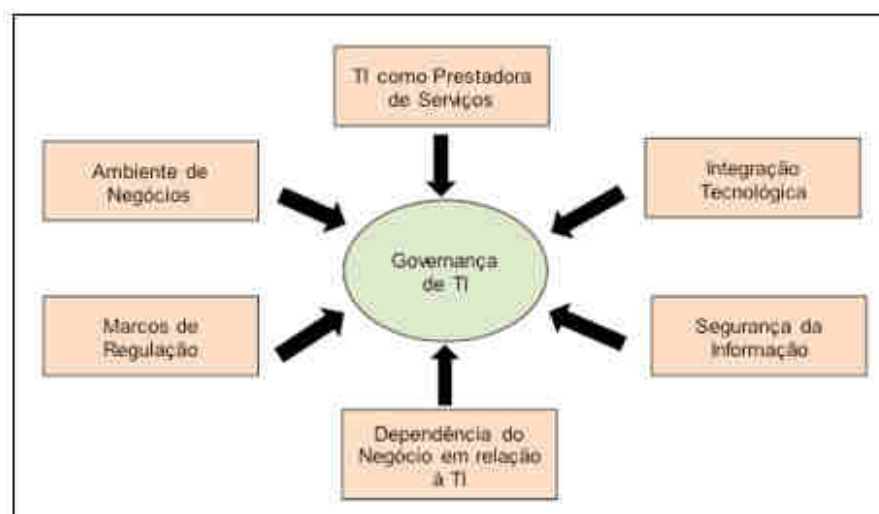 TI como Prestadora
de Serviços
Ambiente de
Negócios
Integração
Tecnológica
Governança
de TI
Marcos de
Regulação
Segurança da
Informação
Dependência do
Negócio em relação
à TI